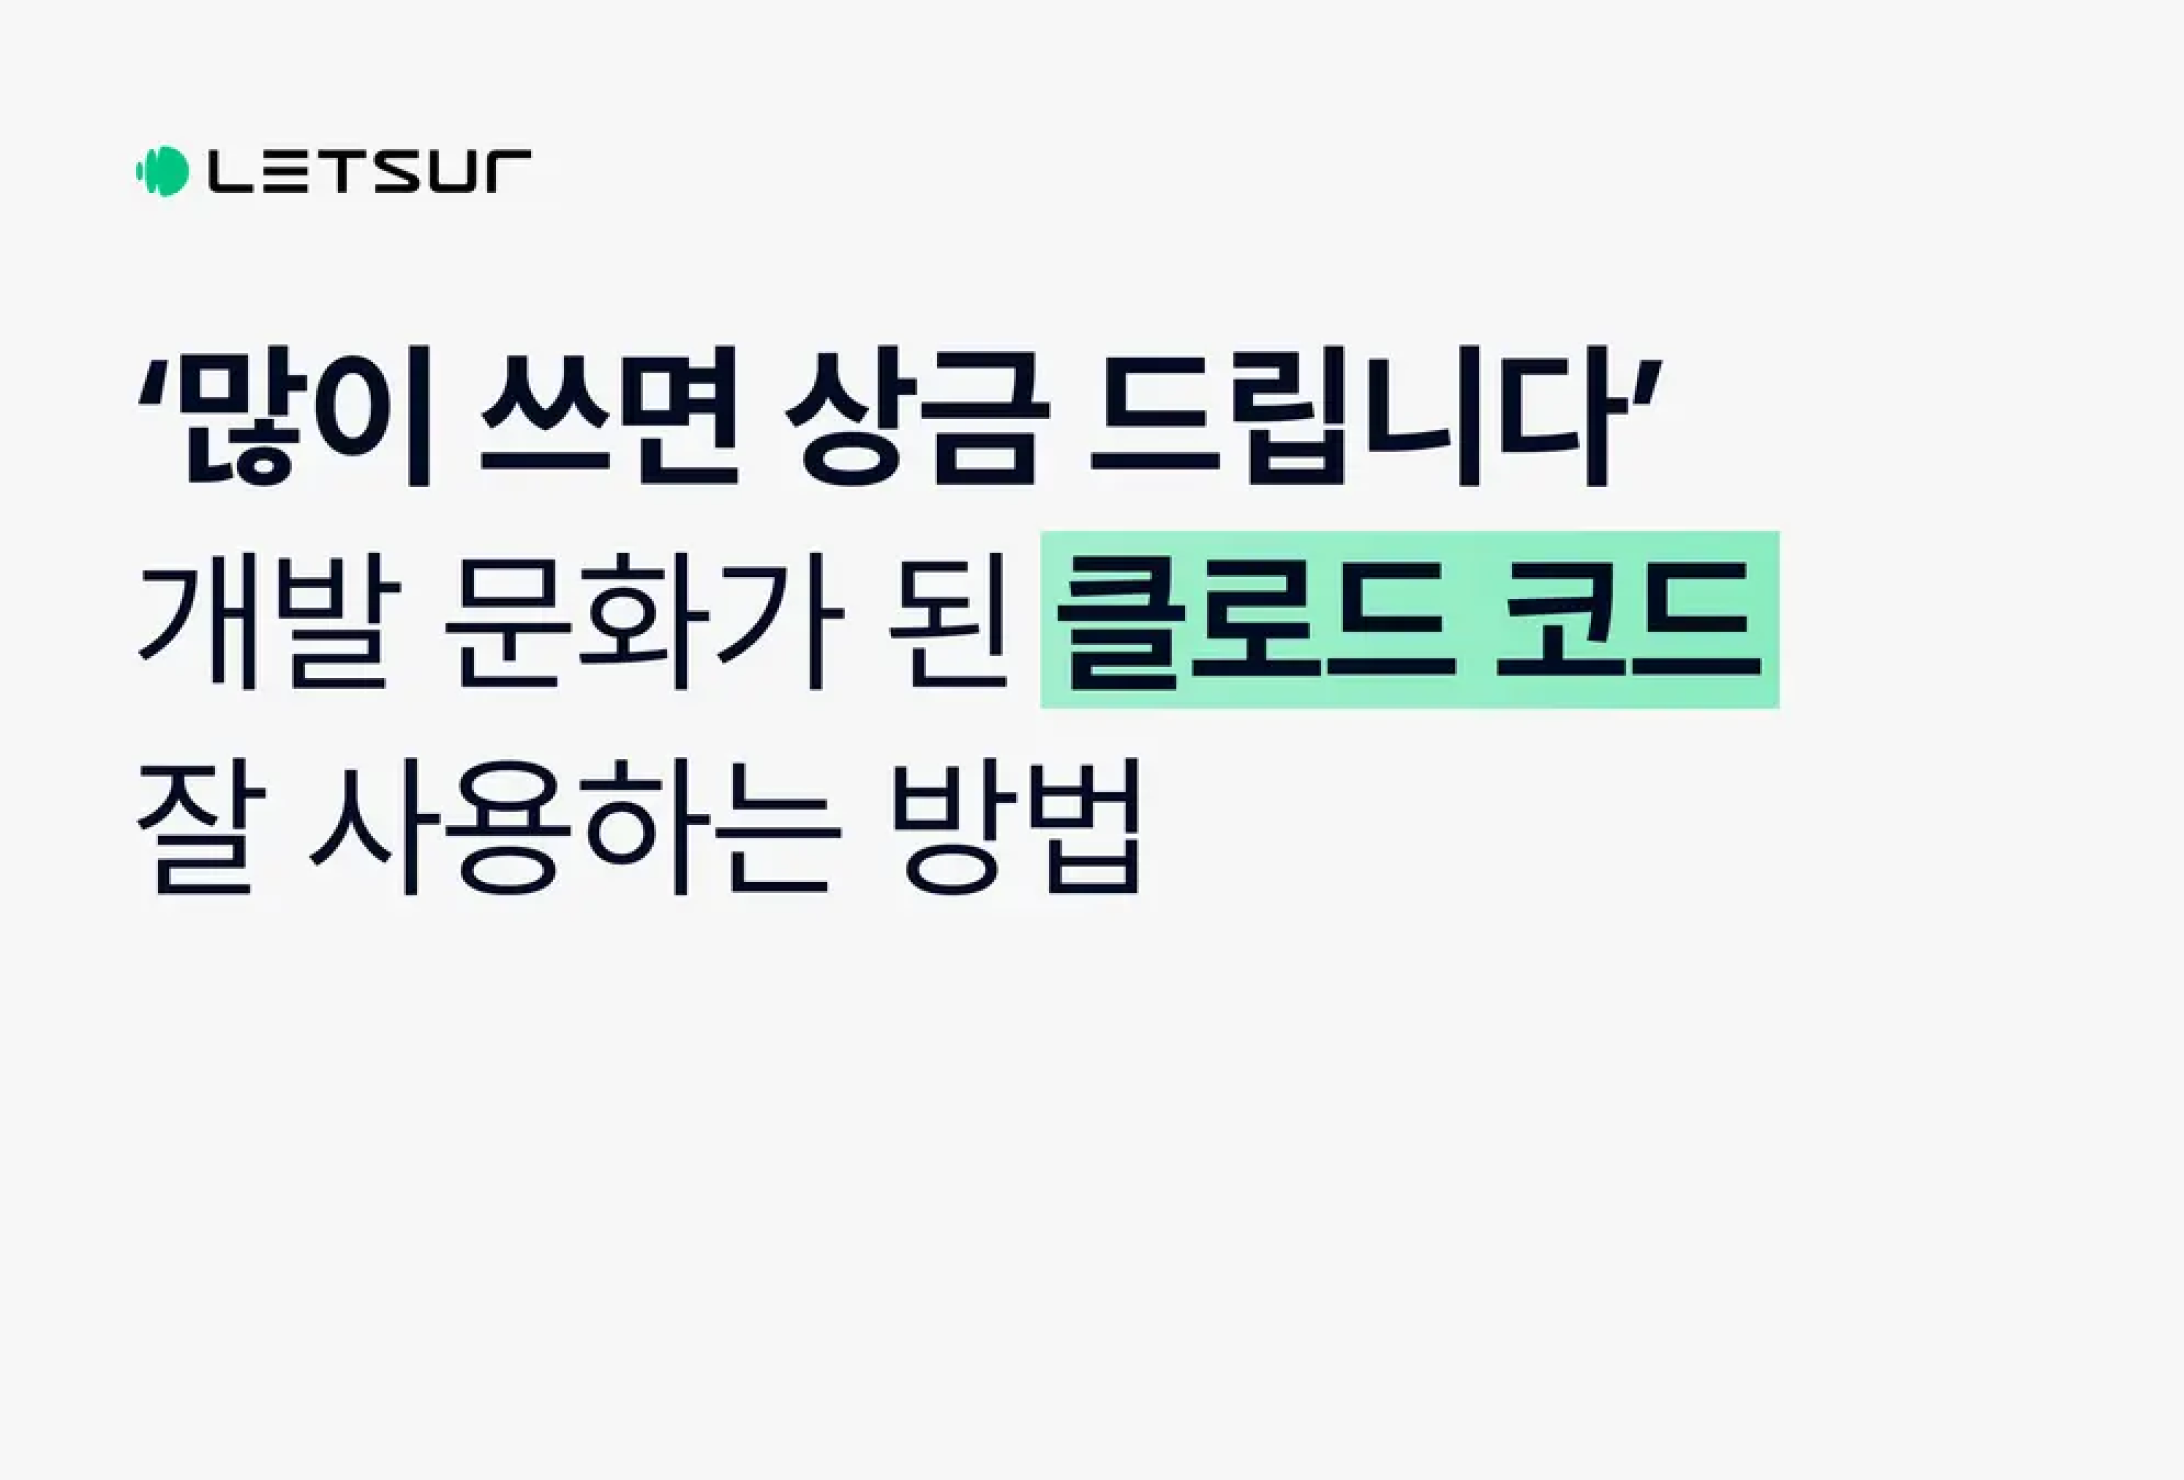 LETSUR
‘많이 쓰면 상금 드립니다’
개발 문화가 된 클로드 코드
잘 사용하는 방법